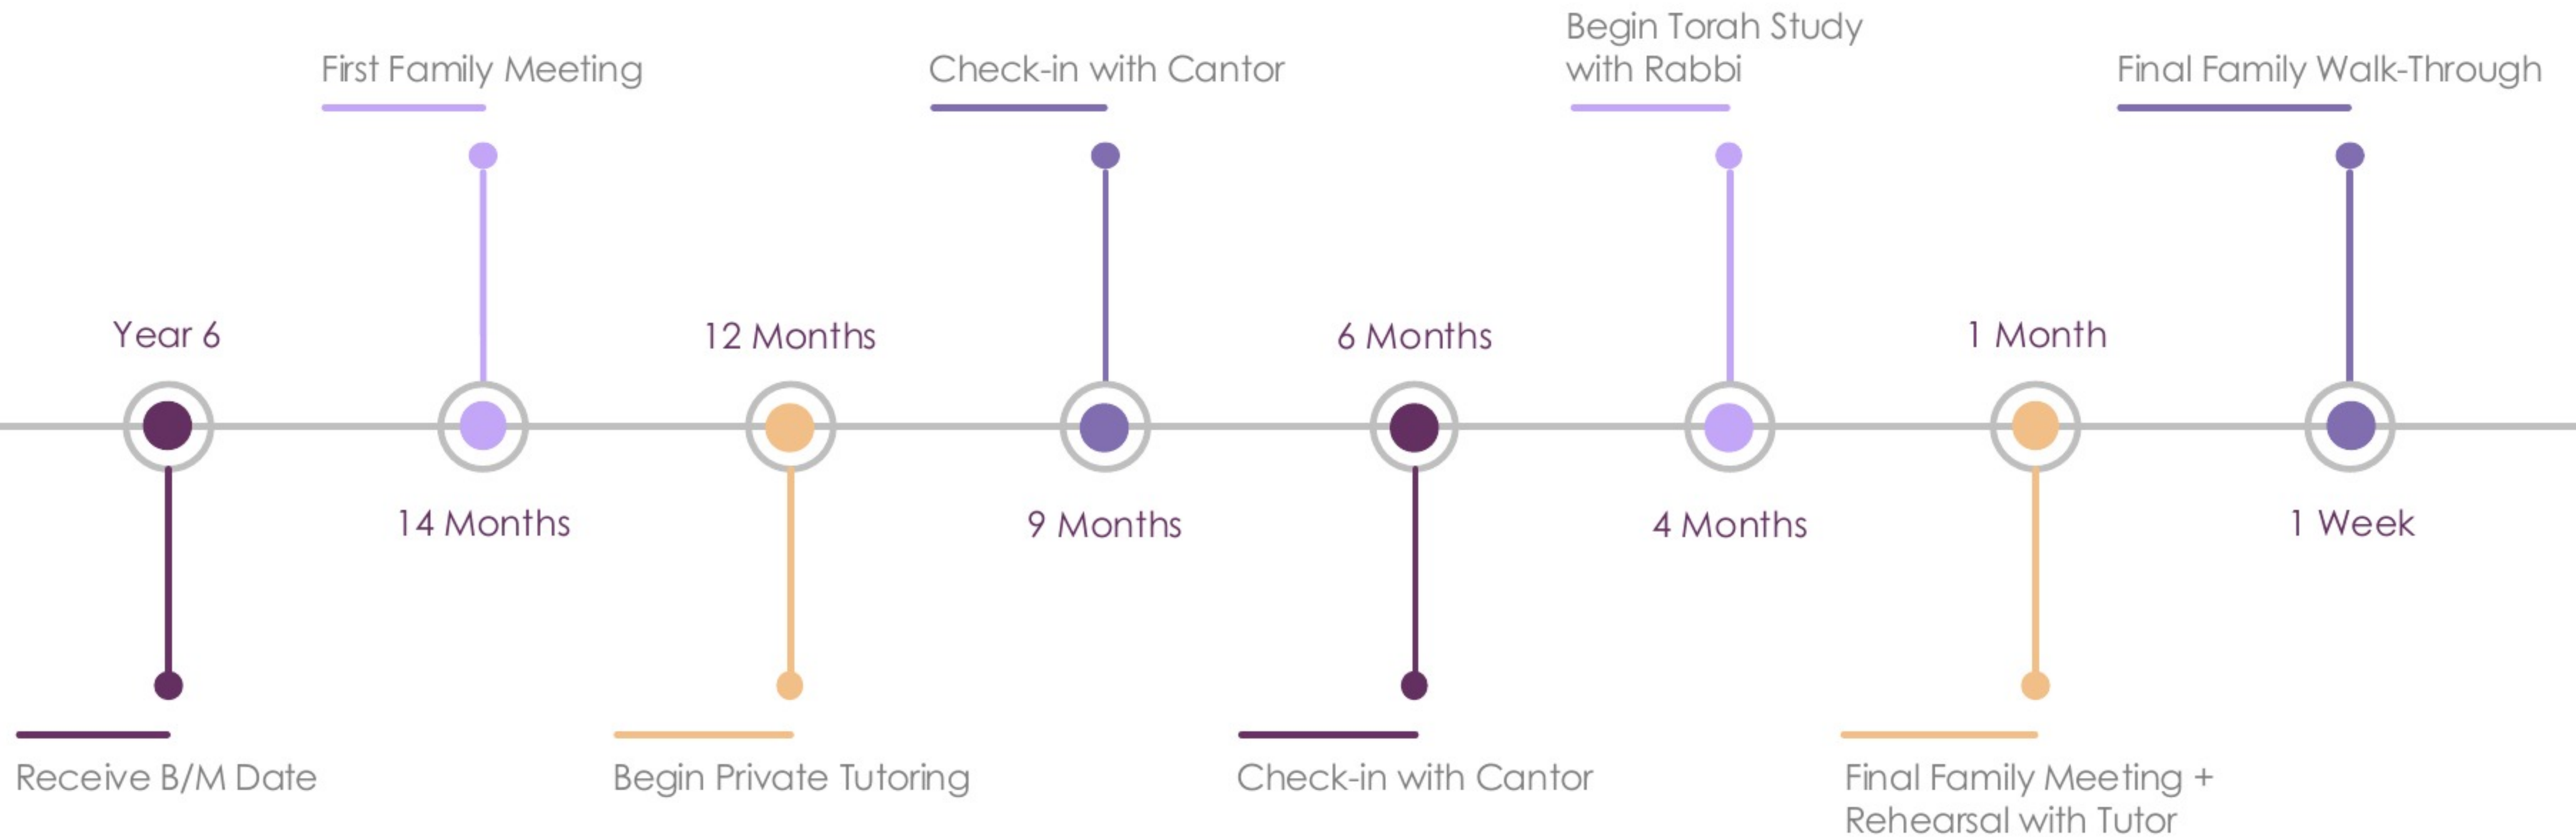 Begin Torah Study
with Rabbi
First Family Meeting
Check-in with Cantor
Final Family Walk-Through
Year 6
12 Months
6 Months
1 Month
14 Months
9 Months
4 Months
1 Week
Receive B/M Date
Begin Private Tutoring
Check-in with Cantor
Final Family Meeting +
Rehearsal with Tutor